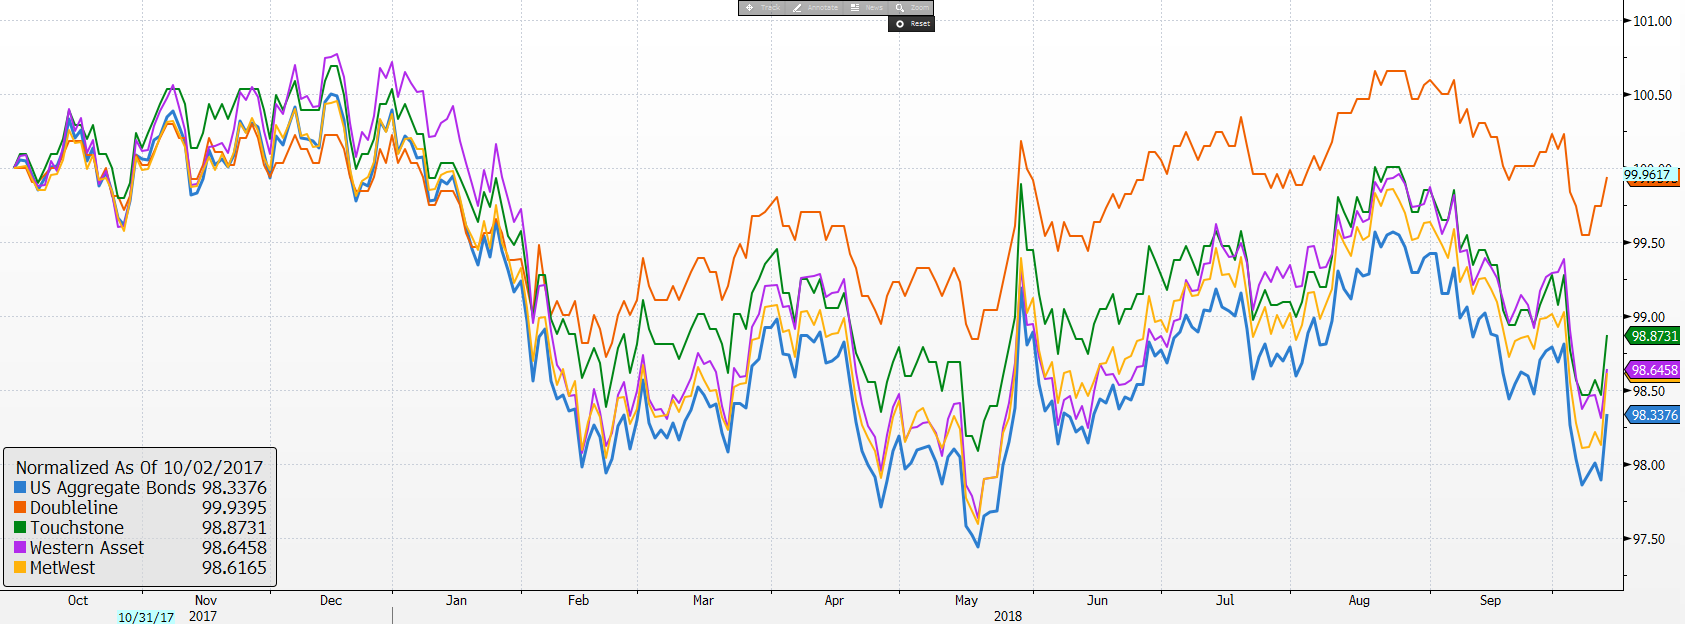 Track Annotate News Zoom
Reset
101.00
100.50
100.00
99.9617
99.50
99.00
98.8731
98.6458
98.50
98.3376
98.00
97.50
Normalized As Of 10/02/2017
US Aggregate Bonds 98.3376
Doubleline 99.9395
Touchstone 98.8731
Western Asset 98.6458
MetWest 98.6165
Oct Nov Dec Jan Feb Mar Apr May Jun Jul Aug Sep
10/31/17 2017 2018